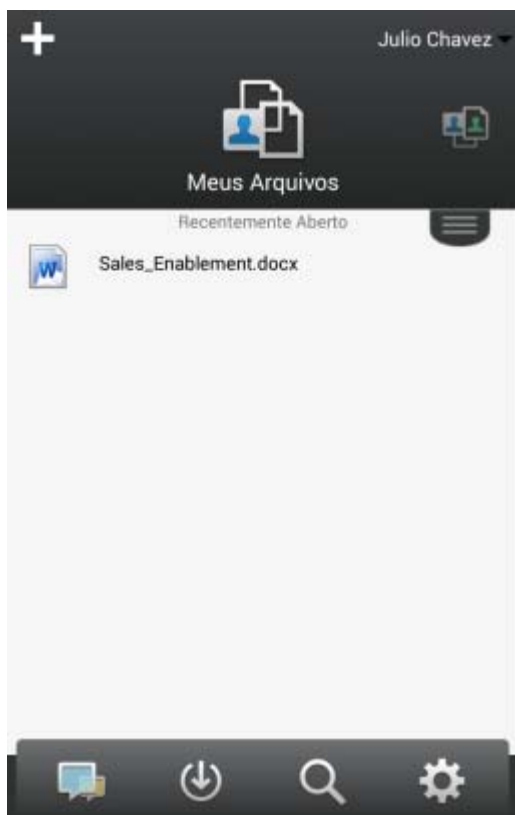 Julio Chavez
Meus Arquivos
Recentemente Aberto
Sales_Enablement.docx